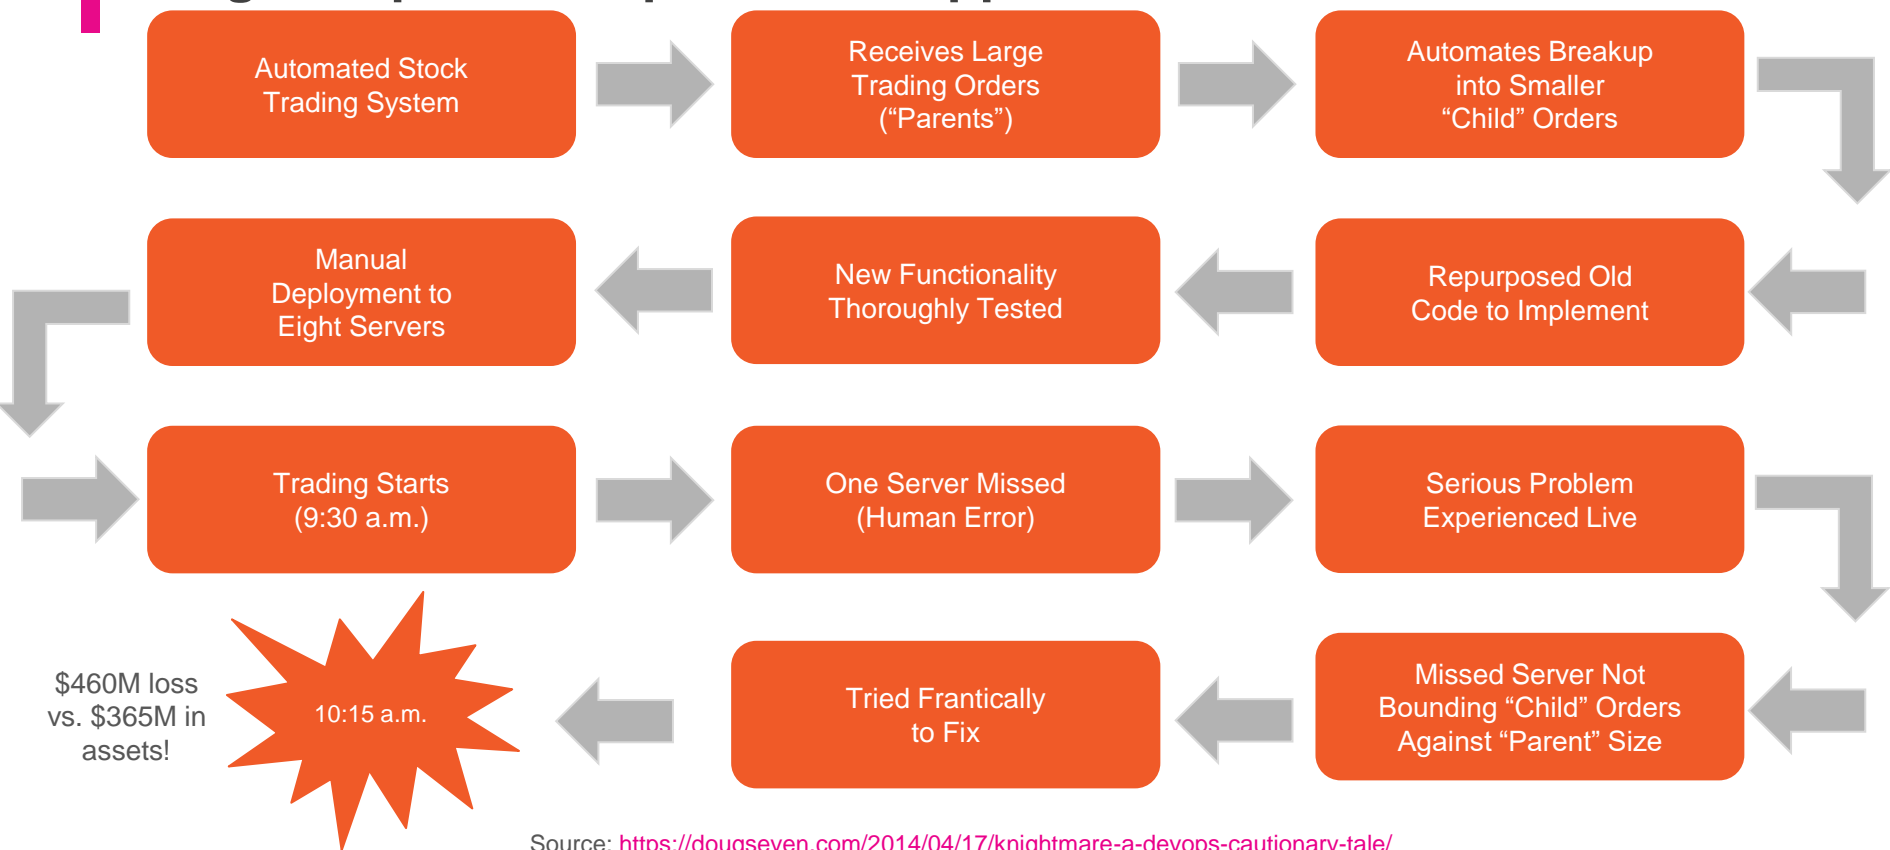 Automated Stock
Trading System
Receives Large
Trading Orders
(“Parents”)
Automates Breakup
into Smaller
“Child” Orders
Repurposed Old
Code to Implement
New Functionality
Thoroughly Tested
Manual
Deployment to
Eight Servers
Trading Starts
(9:30 a.m.)
One Server Missed
(Human Error)
Serious Problem
Experienced Live
Missed Server Not
Bounding “Child” Orders
Against “Parent” Size
Tried Frantically
to Fix
10:15 a.m.
$460M loss
vs. $365M in
assets!
Source: https://dougseven.com/2014/04/17/knightmare-a-devops-cautionary-tale/